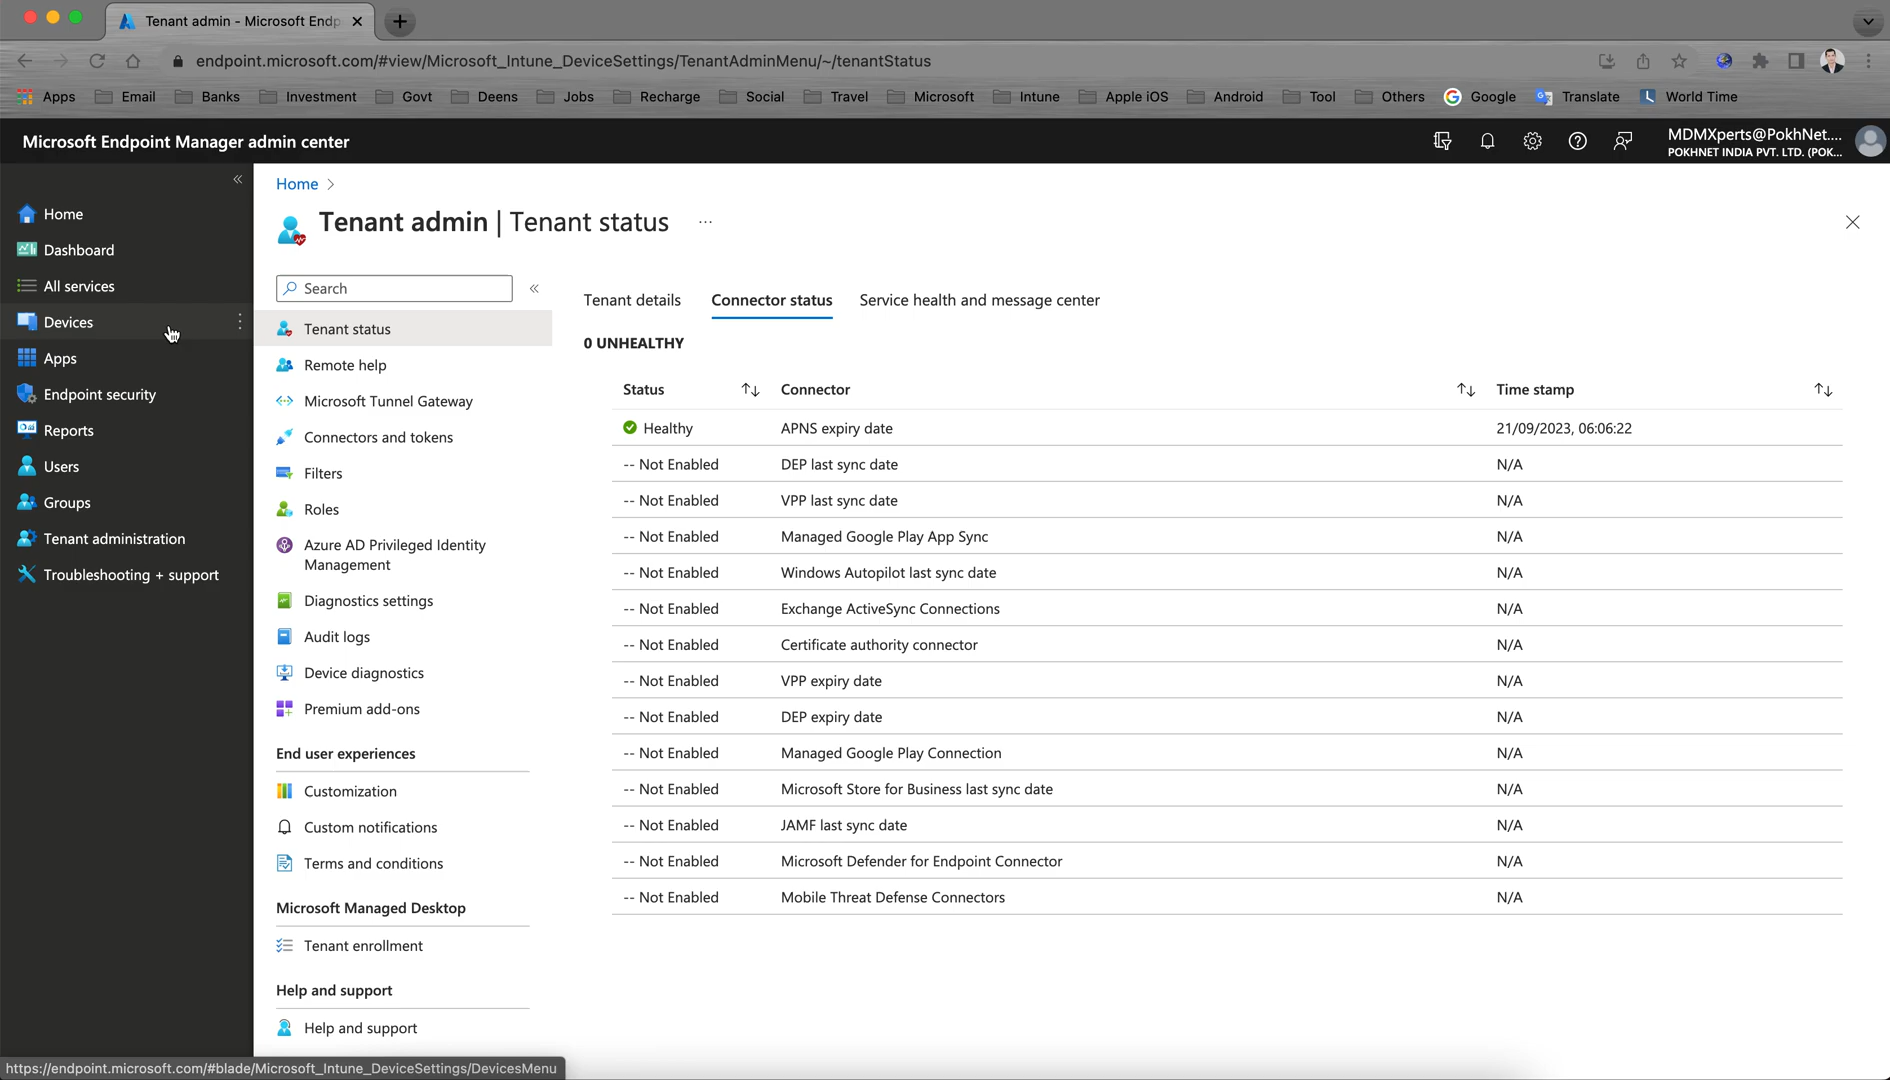 Tenant admin - Microsoft Endp
endpoint.microsoft.com/#view/Microsoft_Intune_DeviceSettings/TenantAdminMenu/~/tenantStatus
Apps Email Banks Investment Govt Deens Jobs Recharge Social Travel Microsoft Intune Apple iOS Android Tool Others Google Translate World Time
Microsoft Endpoint Manager admin center
MDMXperts@PokhNet....
POKHNET INDIA PVT. LTD. (POK...
Home
Dashboard
All services
Devices
Apps
Endpoint security
Reports
Users
Groups
Tenant administration
Troubleshooting + support
Home >
Tenant admin | Tenant status ...
Search
Tenant status
Remote help
Microsoft Tunnel Gateway
Connectors and tokens
Filters
Roles
Azure AD Privileged Identity
Management
Diagnostics settings
Audit logs
Device diagnostics
Premium add-ons
End user experiences
Customization
Custom notifications
Terms and conditions
Microsoft Managed Desktop
Tenant enrollment
Help and support
Help and support
Tenant details Connector status Service health and message center
0 UNHEALTHY
Status Connector Time stamp
Healthy APNS expiry date 21/09/2023, 06:06:22
-- Not Enabled DEP last sync date N/A
-- Not Enabled VPP last sync date N/A
-- Not Enabled Managed Google Play App Sync N/A
-- Not Enabled Windows Autopilot last sync date N/A
-- Not Enabled Exchange ActiveSync Connections N/A
-- Not Enabled Certificate authority connector N/A
-- Not Enabled VPP expiry date N/A
-- Not Enabled DEP expiry date N/A
-- Not Enabled Managed Google Play Connection N/A
-- Not Enabled Microsoft Store for Business last sync date N/A
-- Not Enabled JAMF last sync date N/A
-- Not Enabled Microsoft Defender for Endpoint Connector N/A
-- Not Enabled Mobile Threat Defense Connectors N/A
https://endpoint.microsoft.com/#blade/Microsoft_Intune_DeviceSettings/DevicesMenu